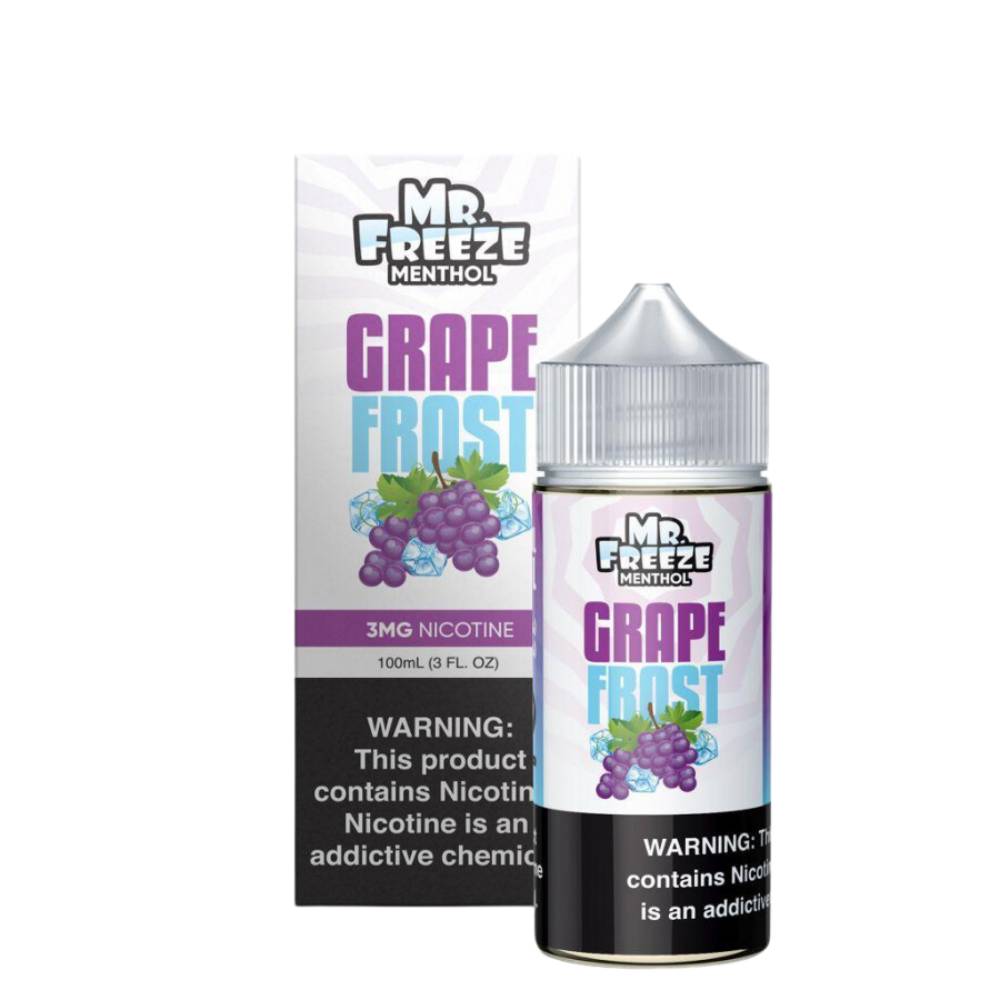 MR.
FREEZE
MENTHOL
GRAPE
FROST
3MG NICOTINE
100mL (3 FL. OZ)
WARNING:
This product
contains Nicotin
Nicotine is an
addictive chemic
MR.
FREEZE
MENTHOL
GRAPE
FROST
WARNING: Th
contains Nicoti
is an addictive